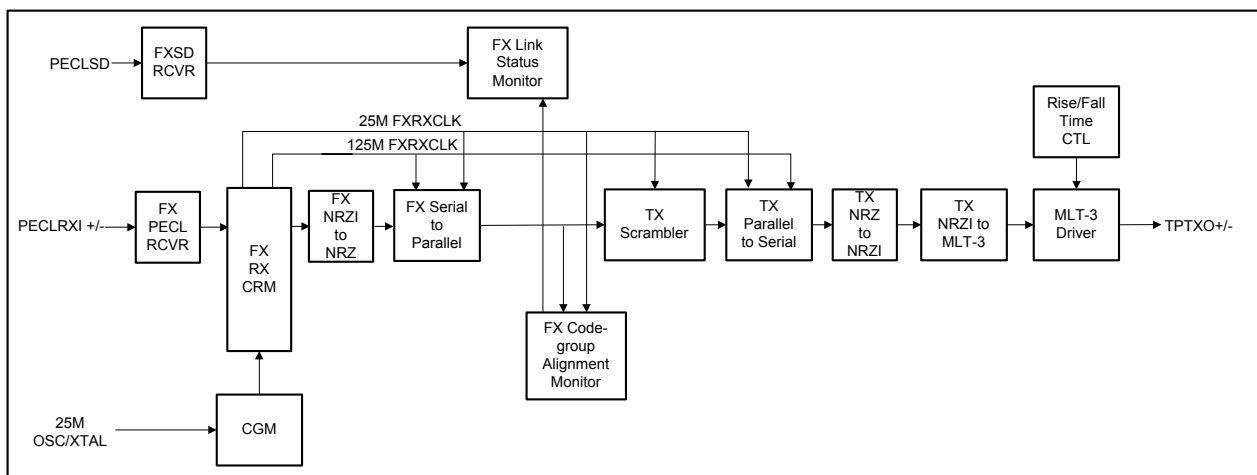 PECLSD
FXSD
RCVR
FX Link
Status
Monitor
Rise/Fall
Time
CTL
25M FXRXCLK
125M FXRXCLK
PECLRXI +/-
FX
PECL
RCVR
FX
RX
CRM
FX
NRZI
to
NRZ
FX Serial
to
Parallel
TX
Scrambler
TX
Parallel
to Serial
TX
NRZ
to
NRZI
TX
NRZI to
MLT-3
MLT-3
Driver
TPTXO+/-
FX Code-
group
Alignment
Monitor
25M
OSC/XTAL
CGM